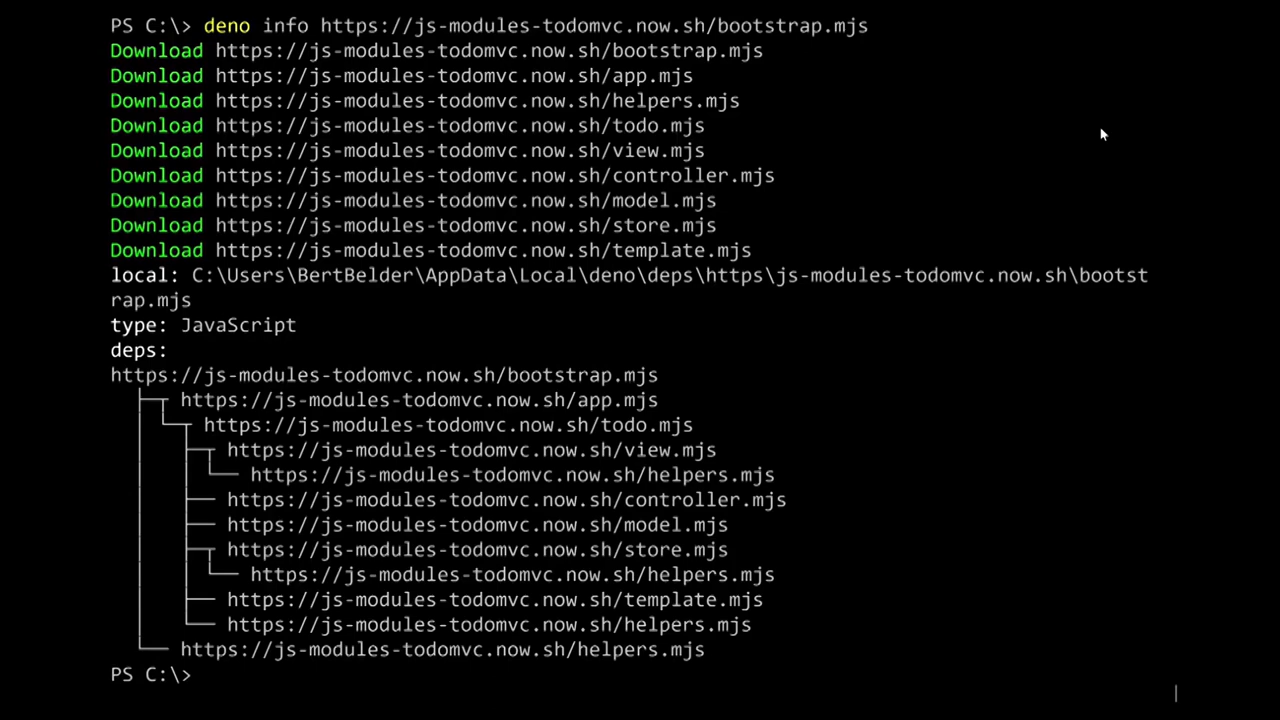 PS C:\> deno info https://js-modules-todomvc.now.sh/bootstrap.mjs
Download https://js-modules-todomvc.now.sh/bootstrap.mjs
Download https://js-modules-todomvc.now.sh/app.mjs
Download https://js-modules-todomvc.now.sh/helpers.mjs
Download https://js-modules-todomvc.now.sh/todo.mjs
Download https://js-modules-todomvc.now.sh/view.mjs
Download https://js-modules-todomvc.now.sh/controller.mjs
Download https://js-modules-todomvc.now.sh/model.mjs
Download https://js-modules-todomvc.now.sh/store.mjs
Download https://js-modules-todomvc.now.sh/template.mjs
local: C:\Users\BertBelder\AppData\Local\deno\deps\https\js-modules-todomvc.now.sh\bootst
rap.mjs
type: JavaScript
deps:
https://js-modules-todomvc.now.sh/bootstrap.mjs
https://js-modules-todomvc.now.sh/app.mjs
https://js-modules-todomvc.now.sh/todo.mjs
https://js-modules-todomvc.now.sh/view.mjs
https://js-modules-todomvc.now.sh/helpers.mjs
https://js-modules-todomvc.now.sh/controller.mjs
https://js-modules-todomvc.now.sh/model.mjs
https://js-modules-todomvc.now.sh/store.mjs
https://js-modules-todomvc.now.sh/helpers.mjs
https://js-modules-todomvc.now.sh/template.mjs
https://js-modules-todomvc.now.sh/helpers.mjs
https://js-modules-todomvc.now.sh/helpers.mjs
PS C:\>